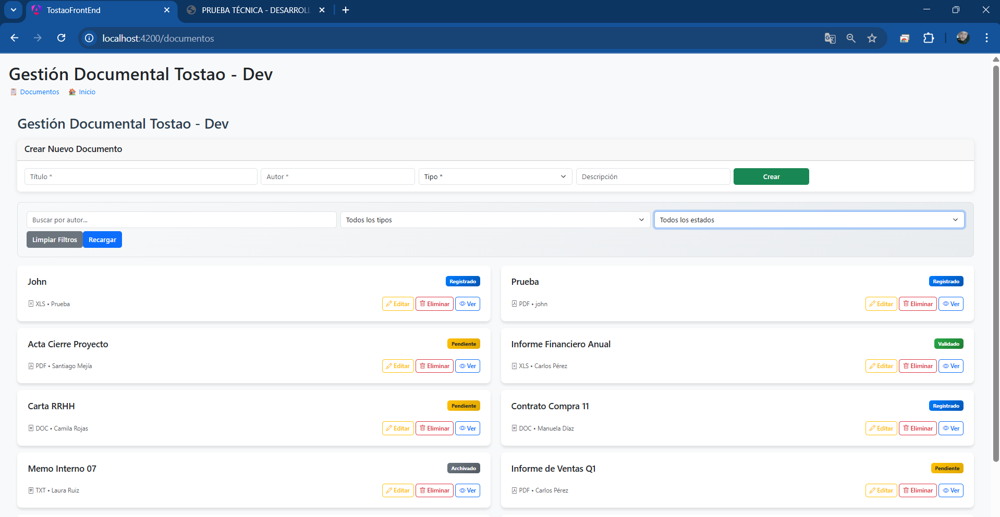 TostaoFrontEnd
PRUEBA TÉCNICA - DESARROL
localhost:4200/documentos
Gestión Documental Tostao - Dev
Documentos Inicio
Gestión Documental Tostao - Dev
Crear Nuevo Documento
Título * Autor * Tipo * Descripción Crear
Buscar por autor... Todos los tipos Todos los estados
Limpiar Filtros Recargar
John Registrado
XLS • Prueba Editar Eliminar Ver
Prueba Registrado
PDF • john Editar Eliminar Ver
Acta Cierre Proyecto Pendiente
PDF • Santiago Mejía Editar Eliminar Ver
Informe Financiero Anual Validado
XLS • Carlos Pérez Editar Eliminar Ver
Carta RRHH Pendiente
DOC • Camila Rojas Editar Eliminar Ver
Contrato Compra 11 Registrado
DOC • Manuela Díaz Editar Eliminar Ver
Memo Interno 07 Archivado
TXT • Laura Ruiz Editar Eliminar Ver
Informe de Ventas Q1 Pendiente
PDF • Carlos Pérez Editar Eliminar Ver